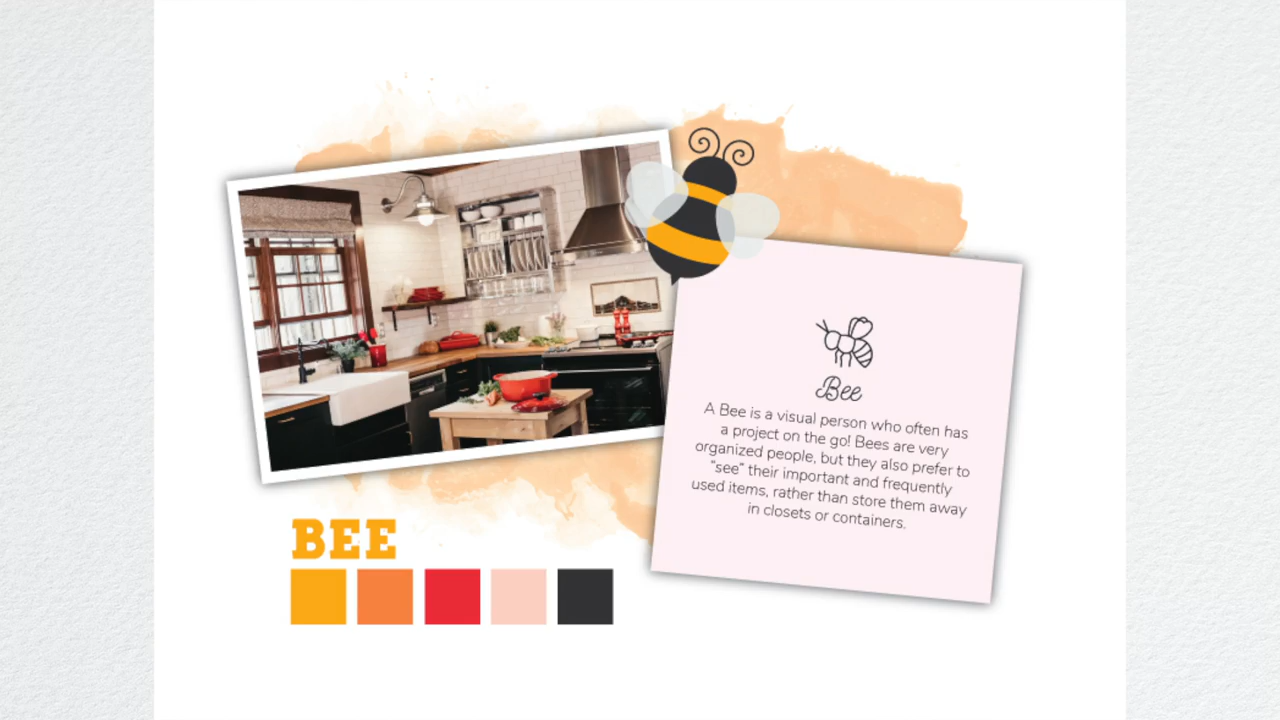 Bee
A Bee is a visual person who often has
a project on the go! Bees are very
organized people, but they also prefer to
"see" their important and frequently
used items, rather than store them away
in closets or containers.
BEE